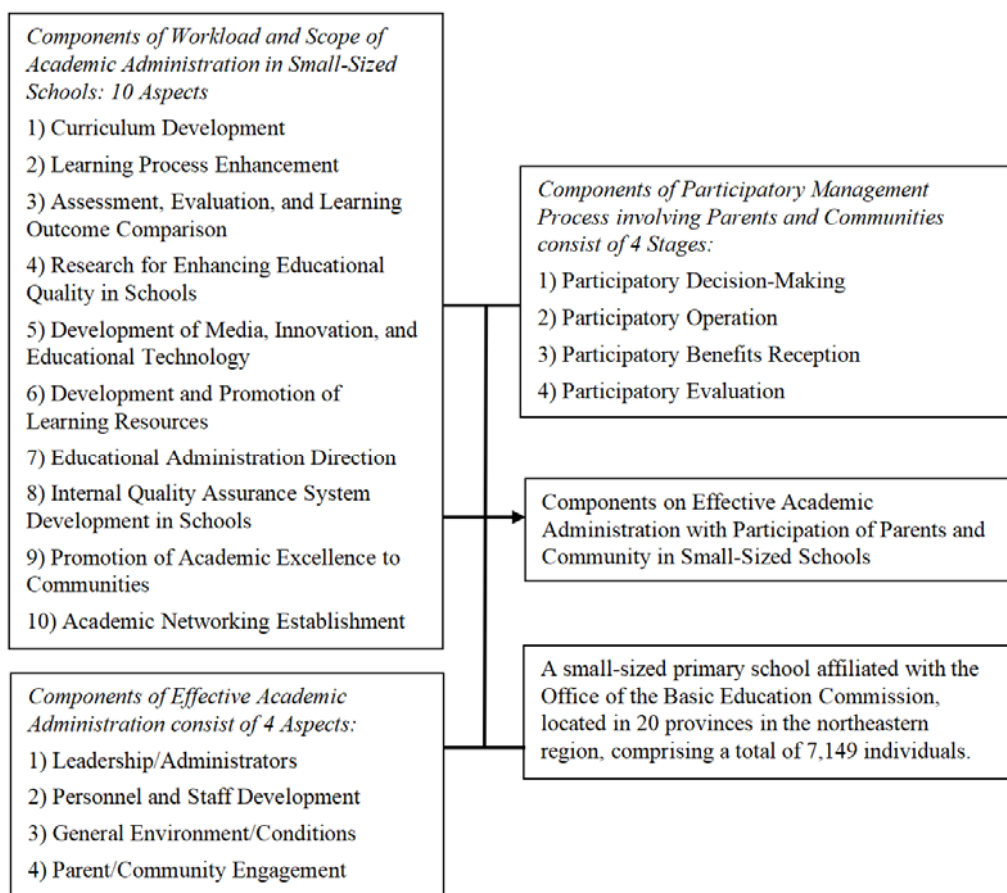 Components of Workload and Scope of
Academic Administration in Small-Sized
Schools: 10 Aspects
1) Curriculum Development
2) Learning Process Enhancement
3) Assessment, Evaluation, and Learning
Outcome Comparison
4) Research for Enhancing Educational
Quality in Schools
5) Development of Media, Innovation, and
Educational Technology
6) Development and Promotion of
Learning Resources
7) Educational Administration Direction
8) Internal Quality Assurance System
Development in Schools
9) Promotion of Academic Excellence to
Communities
10) Academic Networking Establishment
Components of Effective Academic
Administration consist of 4 Aspects:
1) Leadership/Administrators
2) Personnel and Staff Development
3) General Environment/Conditions
4) Parent/Community Engagement
Components of Participatory Management
Process involving Parents and Communities
consist of 4 Stages:
1) Participatory Decision-Making
2) Participatory Operation
3) Participatory Benefits Reception
4) Participatory Evaluation
Components on Effective Academic
Administration with Participation of Parents and
Community in Small-Sized Schools
A small-sized primary school affiliated with the
Office of the Basic Education Commission,
located in 20 provinces in the northeastern
region, comprising a total of 7,149 individuals.